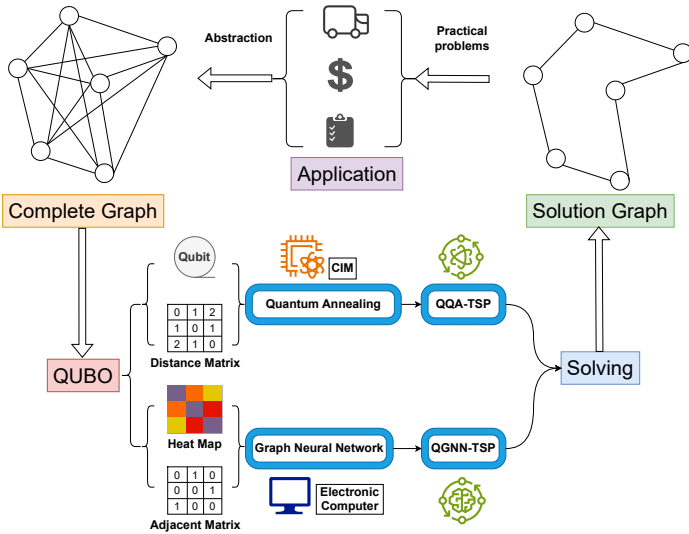 Abstraction
Practical
problems
$
Application
Complete Graph
Solution Graph
Qubit
CIM
0 1 2
1 0 1
2 1 0
Distance Matrix
Quantum Annealing
QQA-TSP
QUBO
Solving
Heat Map
Graph Neural Network
QGNN-TSP
0 1 0
0 0 1
1 0 0
Adjacent Matrix
Electronic
Computer